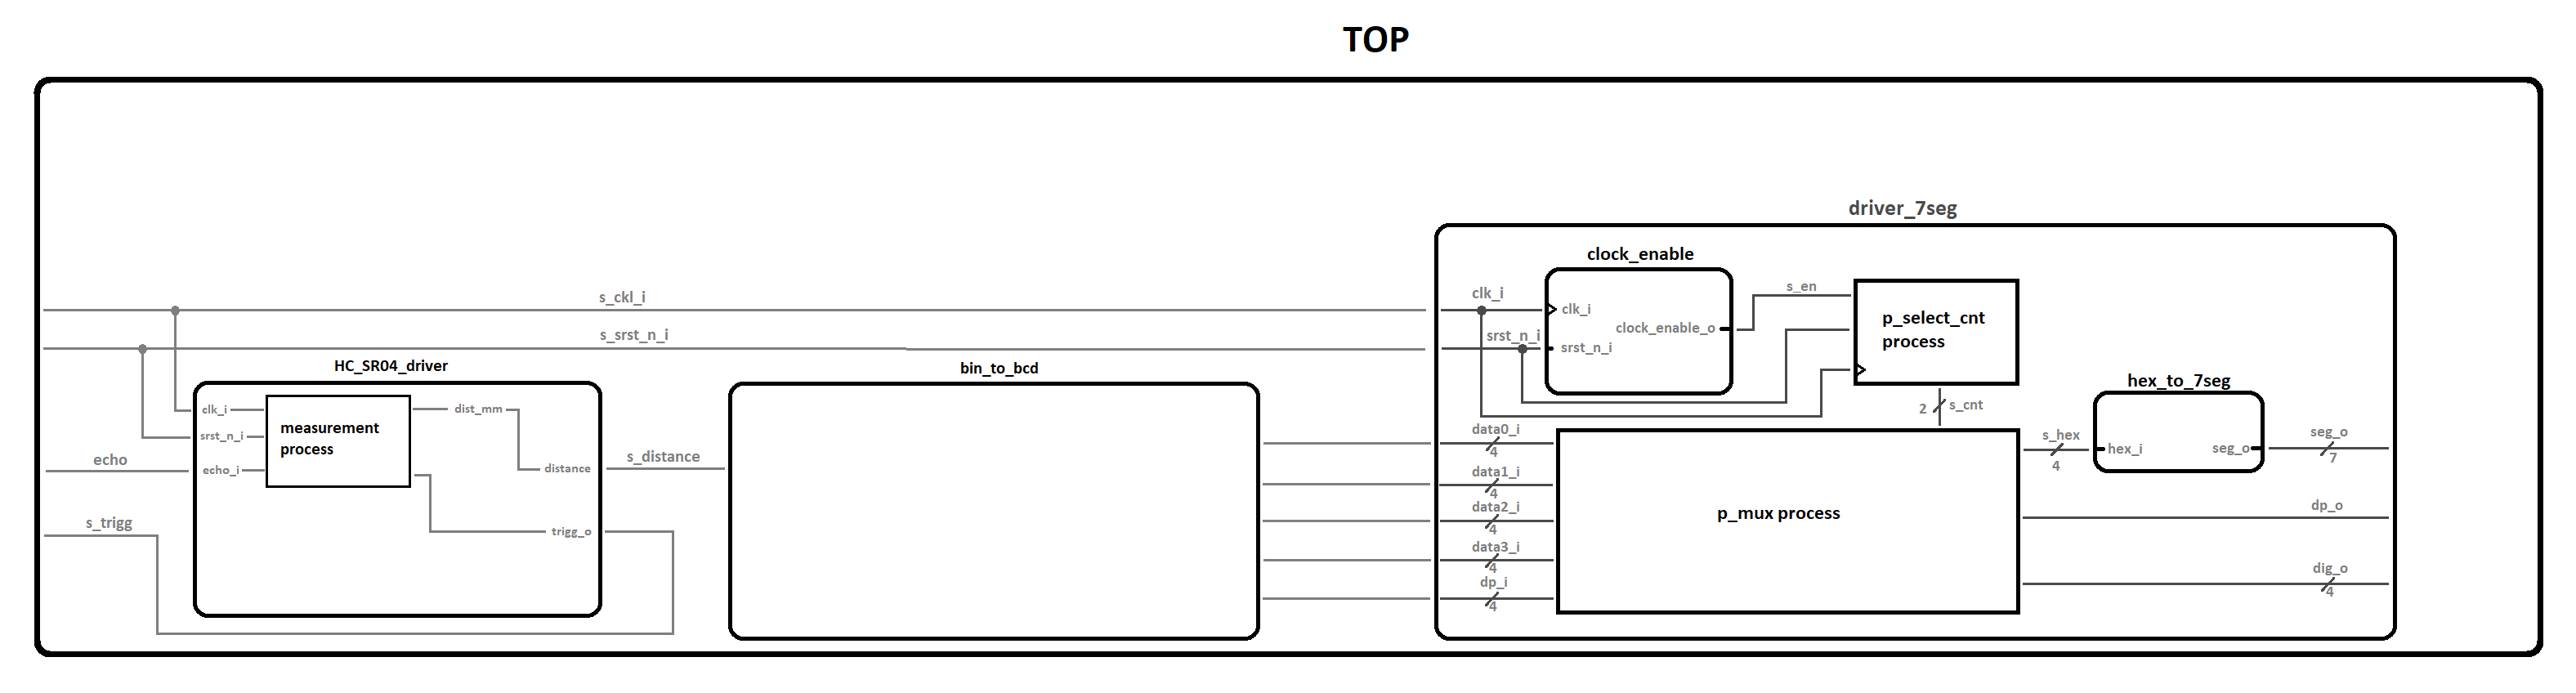 TOP
driver_7seg
clock_enable
s_en
s_ckl_i
clk_i
clk_i
p_select_cnt
process
clock_enable_o
s_srst_n_i
srst_n_i
srst_n_i
HC_SR04_driver
bin_to_bcd
hex_to_7seg
clk_i
dist_mm
2
s_cnt
measurement
process
srst_n_i
data0_i
4
s_hex
4
hex_i
seg_o
seg_o
7
echo
echo_i
distance
s_distance
data1_i
4
data2_i
4
p_mux process
dp_o
s_trigg
trigg_o
data3_i
4
dp_i
4
dig_o
4